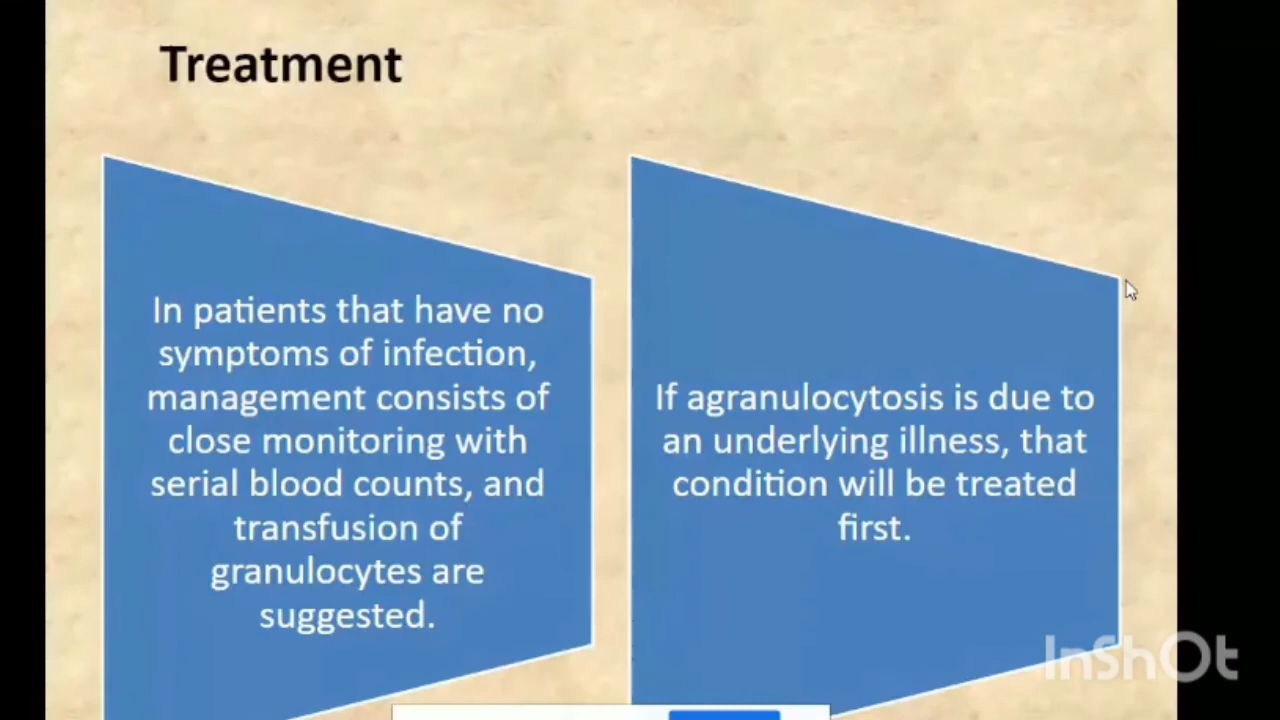 Treatment
In patients that have no
symptoms of infection,
management consists of
close monitoring with
serial blood counts, and
transfusion of
granulocytes are
suggested.
If agranulocytosis is due to
an underlying illness, that
condition will be treated
first.
InShOt